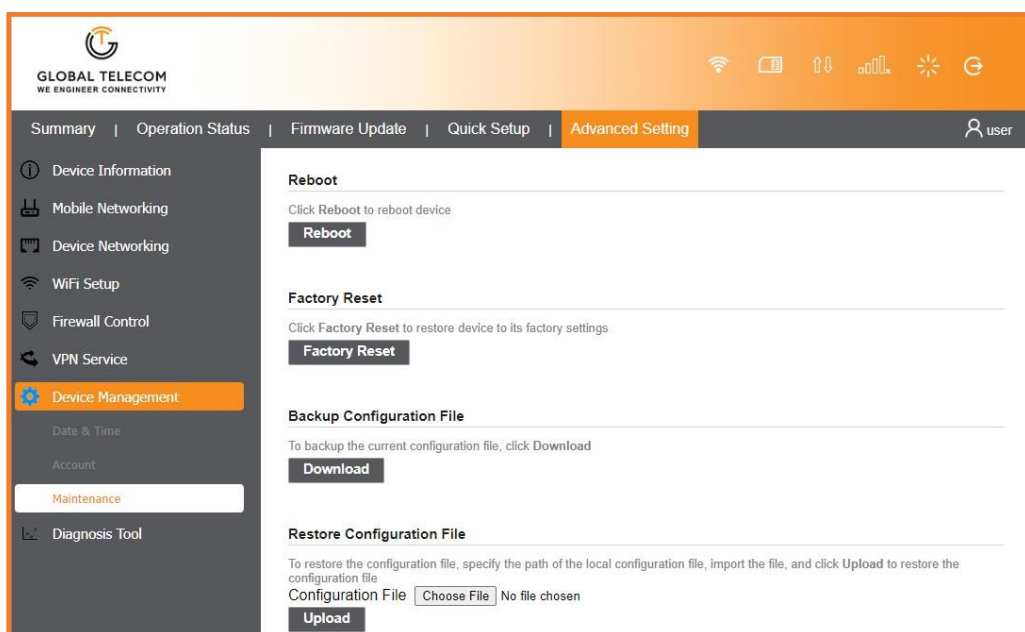 GLOBAL TELECOM
WE ENGINEER CONNECTIVITY
Summary | Operation Status | Firmware Update | Quick Setup | Advanced Setting
user
Device Information
Mobile Networking
Device Networking
WiFi Setup
Firewall Control
VPN Service
Device Management
Date & Time
Account
Maintenance
Diagnosis Tool
Reboot
Click Reboot to reboot device
Reboot
Factory Reset
Click Factory Reset to restore device to its factory settings
Factory Reset
Backup Configuration File
To backup the current configuration file, click Download
Download
Restore Configuration File
To restore the configuration file, specify the path of the local configuration file, import the file, and click Upload to restore the
configuration file
Configuration File Choose File No file chosen
Upload